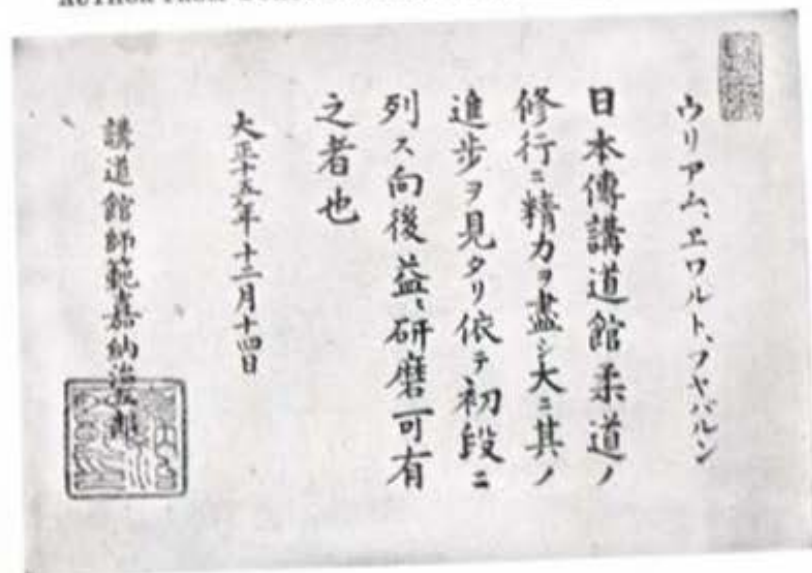 ウリアム、エワルト、フヤバルン
日本傳講道館柔道ノ
修行ニ精力ヲ盡シ大ニ其ノ
進歩ヲ見タリ依テ初段ニ
列ス向後益〻研磨可有
之者也
大正十五年十二月十四日
講道館師範嘉納治五郎